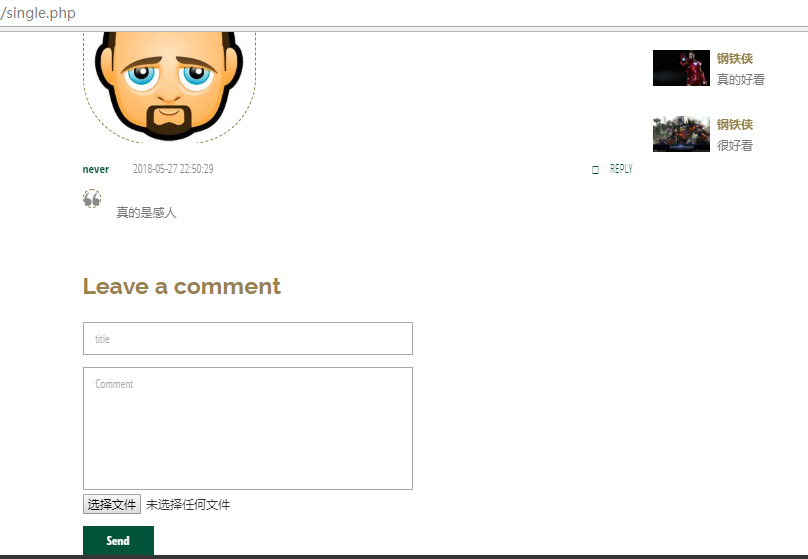 /single.php
钢铁侠
真的好看
钢铁侠
很好看
never 2018-05-27 22:50:29 REPLY
真的是感人
Leave a comment
title
Comment
选择文件 未选择任何文件
Send